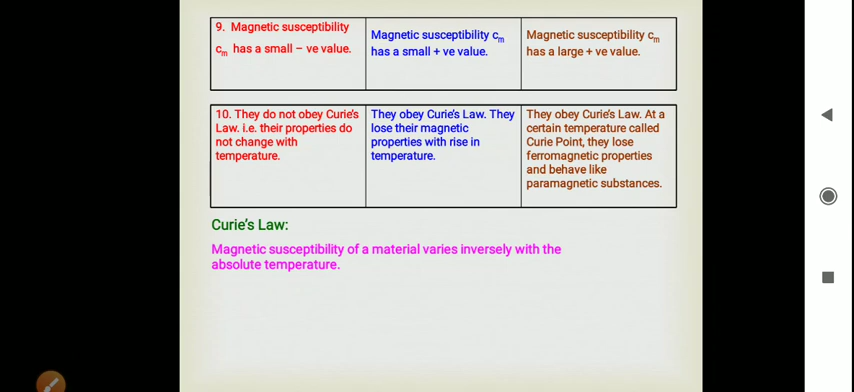 9. Magnetic susceptibility
cm has a small – ve value.
Magnetic susceptibility cm
has a small + ve value.
Magnetic susceptibility cm
has a large + ve value.
10. They do not obey Curie's
Law. i.e. their properties do
not change with
temperature.
They obey Curie's Law. They
lose their magnetic
properties with rise in
temperature.
They obey Curie's Law. At a
certain temperature called
Curie Point, they lose
ferromagnetic properties
and behave like
paramagnetic substances.
Curie's Law:
Magnetic susceptibility of a material varies inversely with the
absolute temperature.